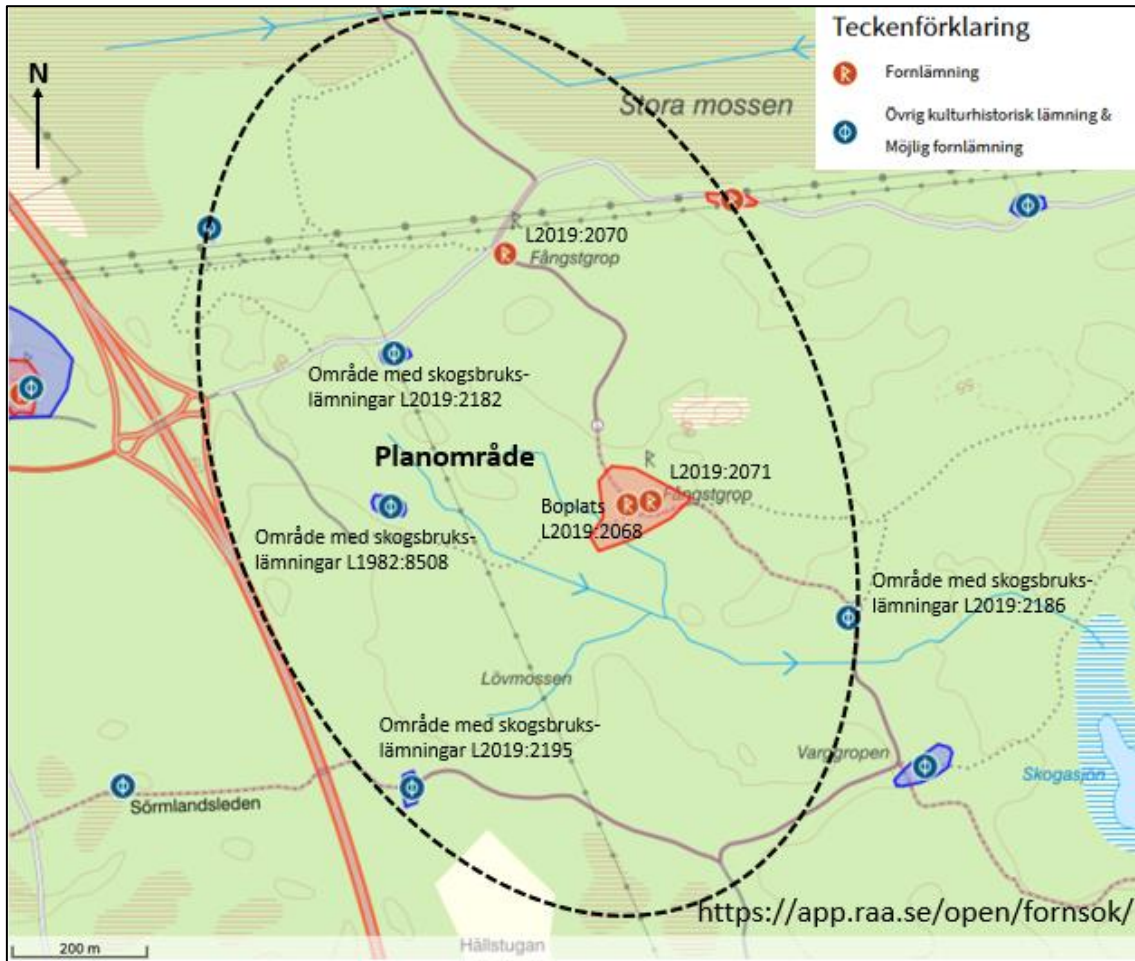 Teckenförklaring
Fornlämning
Övrig kulturhistorisk lämning &
Möjlig fornlämning
N
Stora mossen
L2019:2070
Fångstgrop
Område med skogsbruks-
lämningar L2019:2182
Planområde
L2019:2071
Fångstgrop
Boplats
L2019:2068
Område med skogsbruks-
lämningar L1982:8508
Område med skogsbruks-
lämningar L2019:2186
Lövmossen
Område med skogsbruks-
lämningar L2019:2195
Varggropen
Skogasjön
Sörmlandsleden
https://app.raa.se/open/fornsok/
Hällstugan
200 m